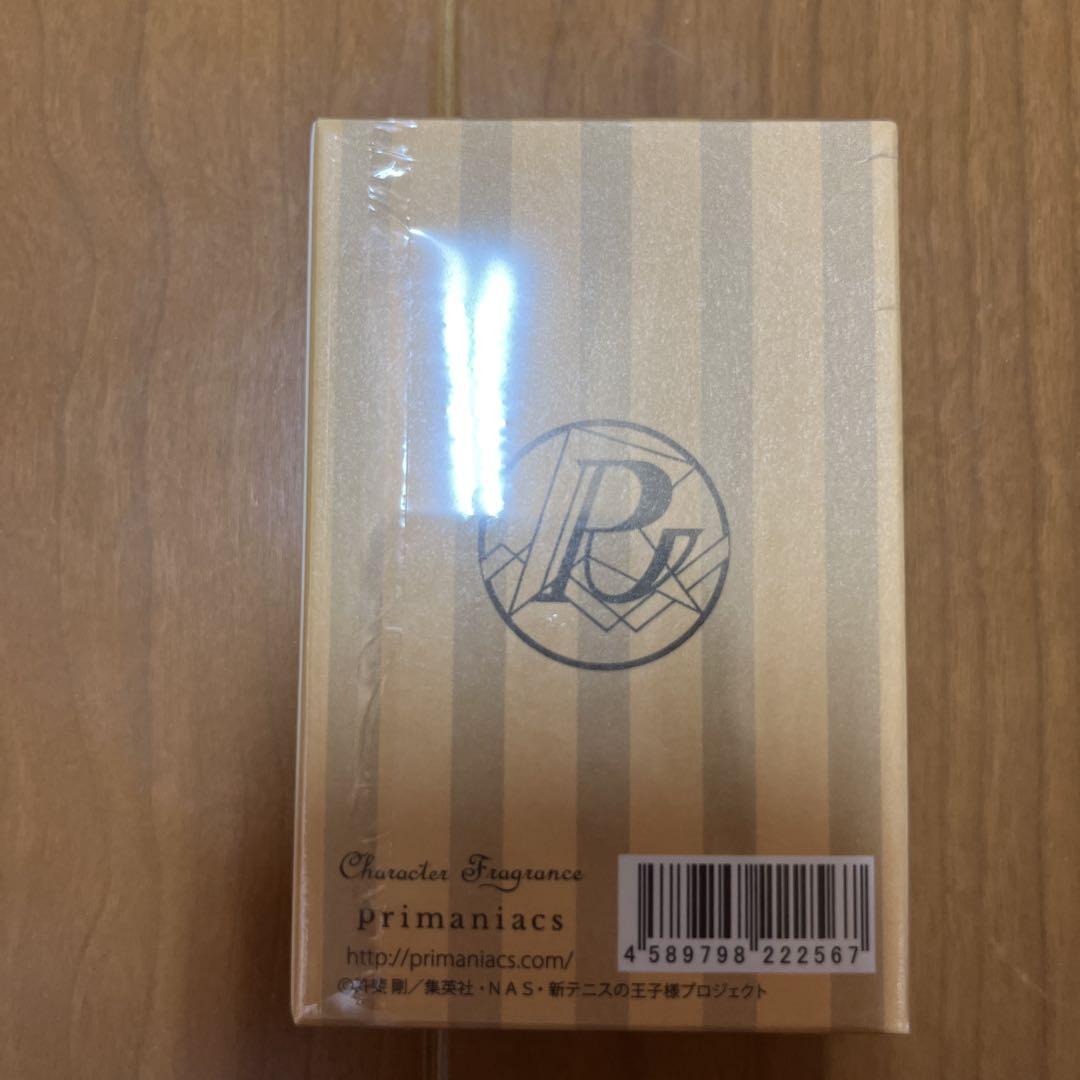 P
Character Fragrance
primaniacs
http://primaniacs.com/
4 589798 222567
©許斐 剛／集英社・NAS・新テニスの王子様プロジェクト